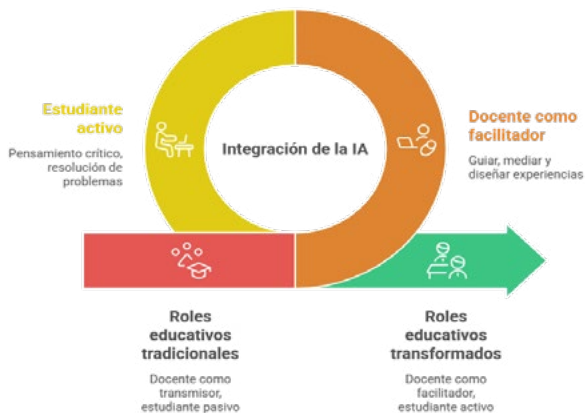 Estudiante
activo
Pensamiento crítico,
resolución de
problemas
Integración de la IA
Docente como
facilitador
Guiar, mediar y
diseñar experiencias
Roles
educativos
tradicionales
Docente como
transmisor,
estudiante pasivo
Roles
educativos
transformados
Docente como
facilitador,
estudiante activo